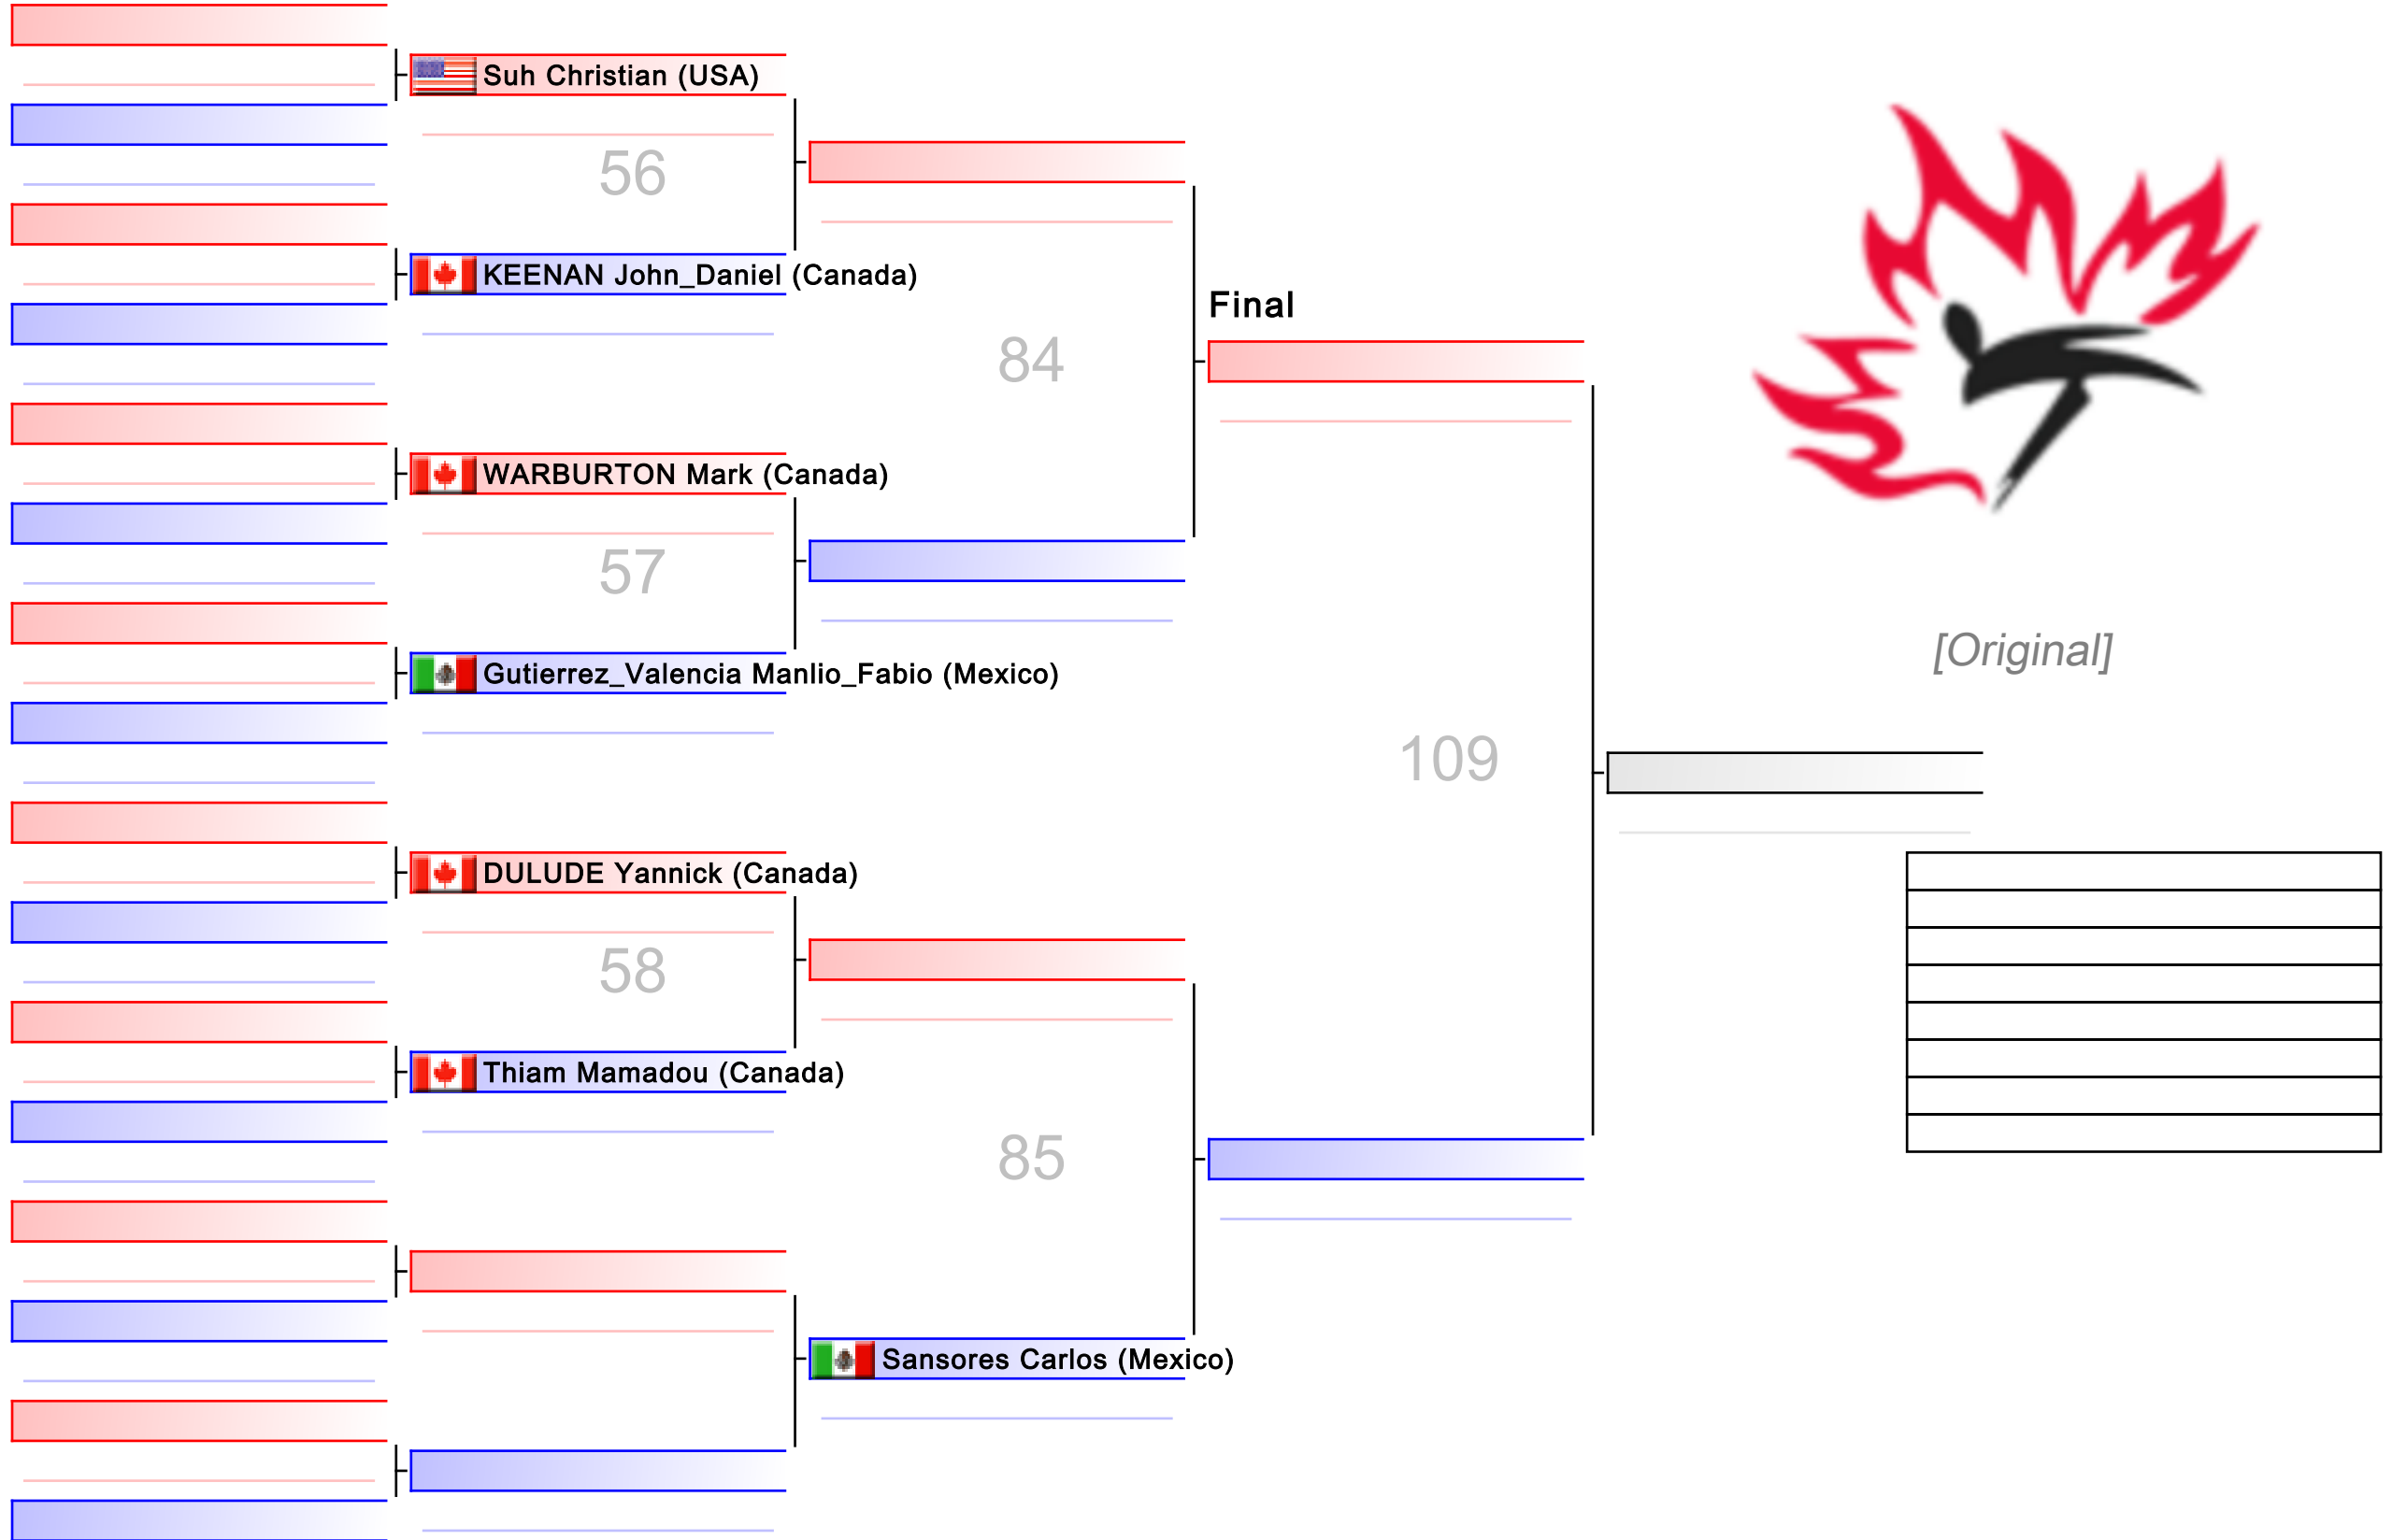 Suh Christian (USA)
56
KEENAN John_Daniel (Canada)
Final
84
WARBURTON Mark (Canada)
57
Gutierrez_Valencia Manlio_Fabio (Mexico)
[Original]
109
DULUDE Yannick (Canada)
58
Thiam Mamadou (Canada)
85
Sansores Carlos (Mexico)